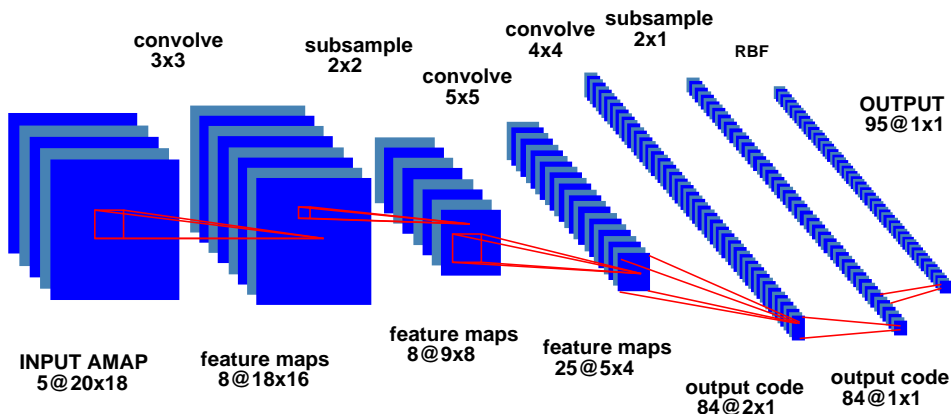 convolve
3x3
subsample
2x2
convolve
5x5
convolve
4x4
subsample
2x1
RBF
OUTPUT
95@1x1
INPUT AMAP
5@20x18
feature maps
8@18x16
feature maps
8@9x8
feature maps
25@5x4
output code
84@2x1
output code
84@1x1